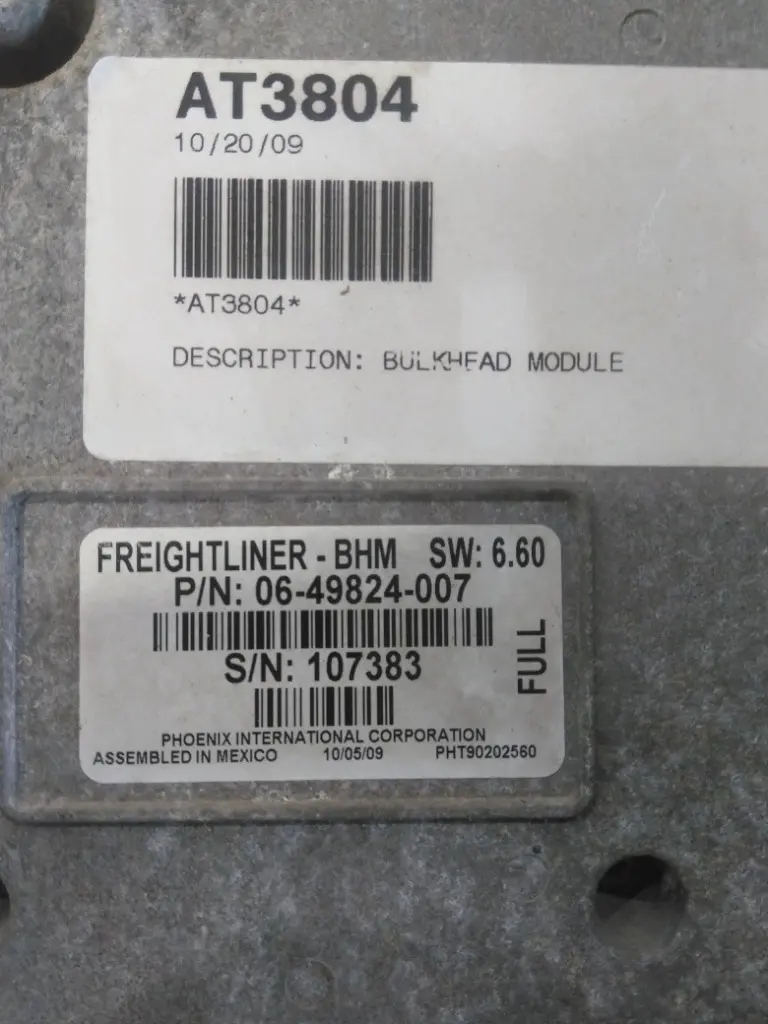 AT3804
10/20/09
*AT3804*
DESCRIPTION: BULKHEAD MODULE
FREIGHTLINER - BHM SW: 6.60
P/N: 06-49824-007
S/N: 107383
FULL
PHOENIX INTERNATIONAL CORPORATION
ASSEMBLED IN MEXICO 10/05/09 PHT90202560